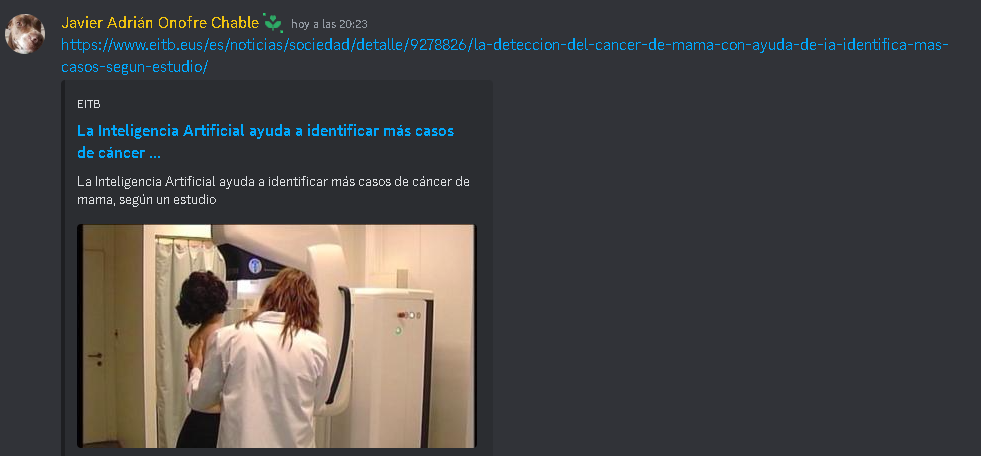 Javier Adrián Onofre Chable hoy a las 20:23
https://www.eitb.eus/es/noticias/sociedad/detalle/9278826/la-deteccion-del-cancer-de-mama-con-ayuda-de-ia-identifica-mas-
casos-segun-estudio/
EITB
La Inteligencia Artificial ayuda a identificar más casos
de cáncer ...
La Inteligencia Artificial ayuda a identificar más casos de cáncer de
mama, según un estudio